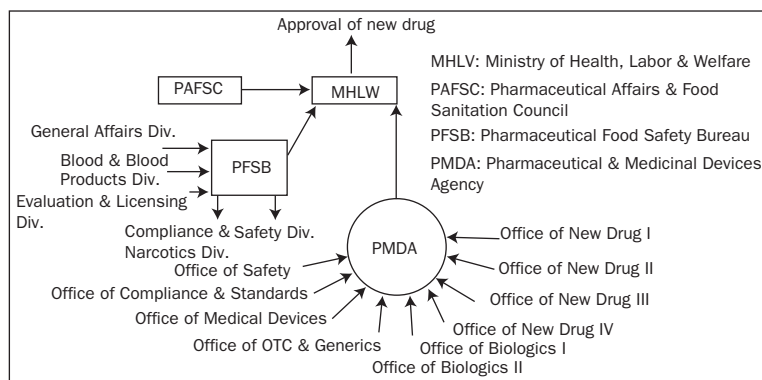 Approval of new drug
PAFSC
MHLW
MHLV: Ministry of Health, Labor & Welfare
PAFSC: Pharmaceutical Affairs & Food
Sanitation Council
PFSB: Pharmaceutical Food Safety Bureau
PMDA: Pharmaceutical & Medicinal Devices
Agency
General Affairs Div.
Blood & Blood
Products Div.
Evaluation & Licensing
Div.
PFSB
Compliance & Safety Div.
Narcotics Div.
PMDA
Office of Safety
Office of Compliance & Standards
Office of Medical Devices
Office of OTC & Generics
Office of New Drug I
Office of New Drug II
Office of New Drug III
Office of New Drug IV
Office of Biologics I
Office of Biologics II